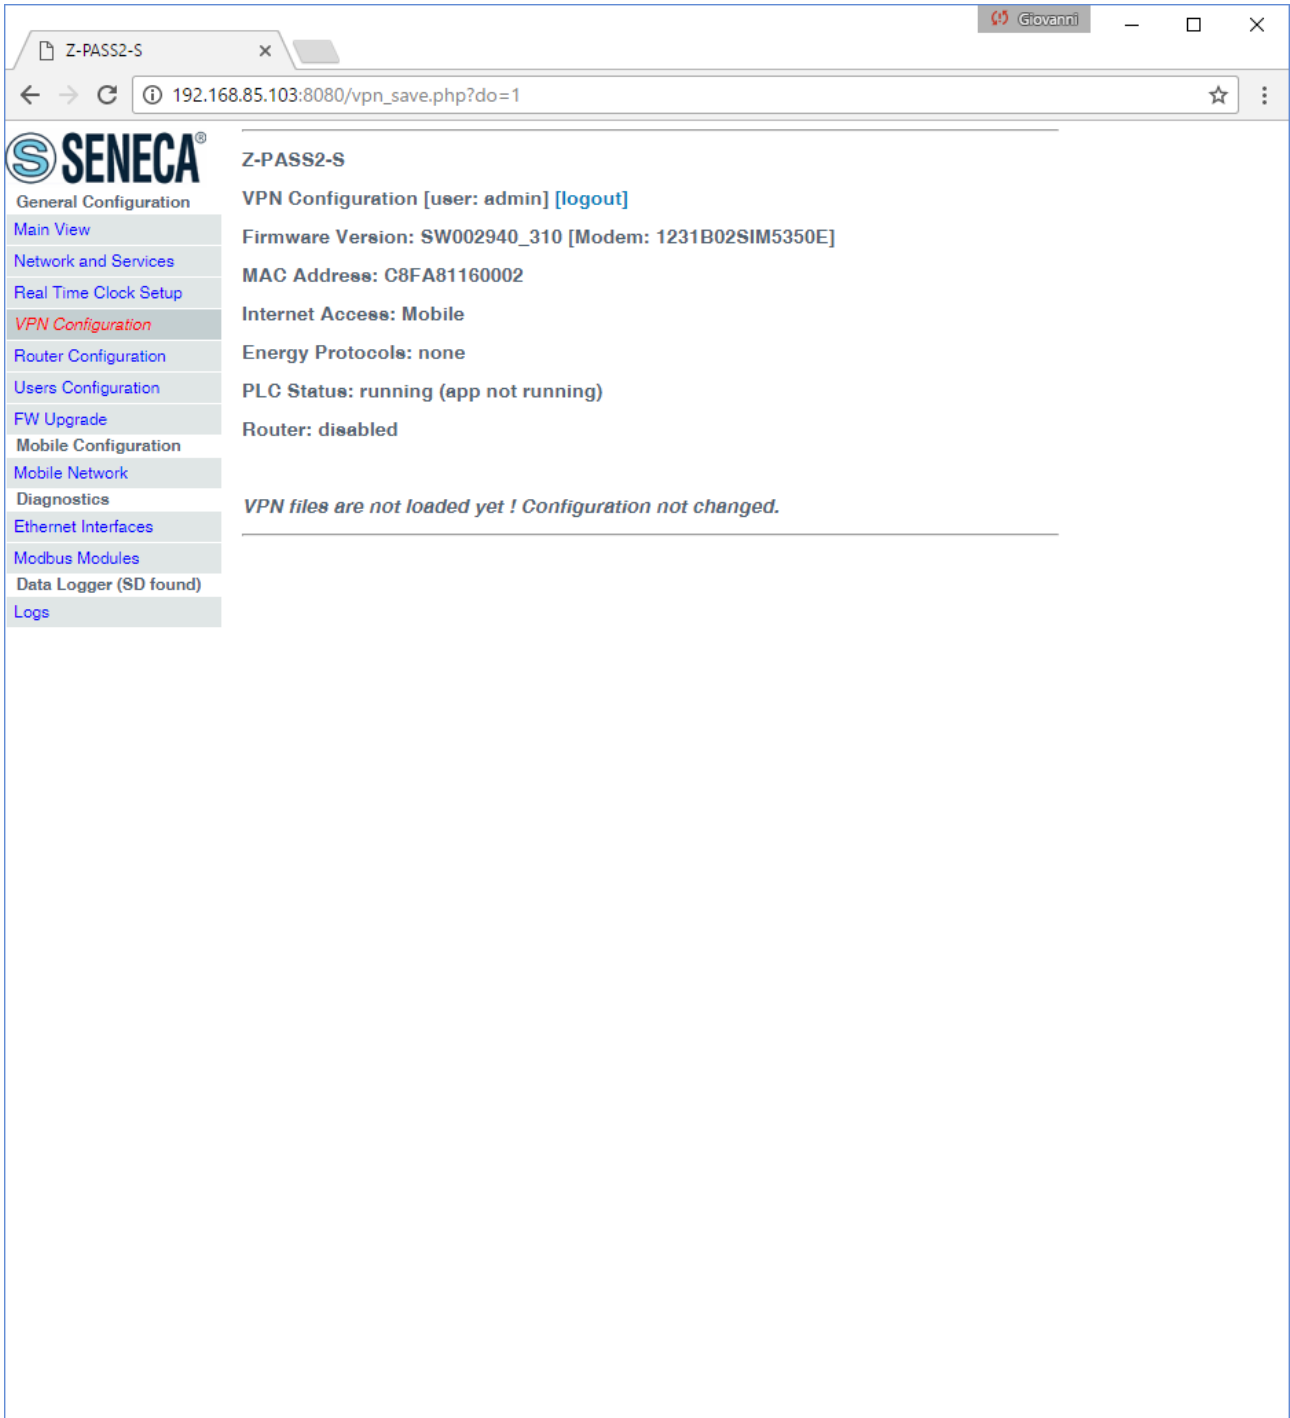 Giovanni
Z-PASS2-S
192.168.85.103:8080/vpn_save.php?do=1
SENECA®
General Configuration
Main View
Network and Services
Real Time Clock Setup
VPN Configuration
Router Configuration
Users Configuration
FW Upgrade
Mobile Configuration
Mobile Network
Diagnostics
Ethernet Interfaces
Modbus Modules
Data Logger (SD found)
Logs
Z-PASS2-S
VPN Configuration [user: admin] [logout]
Firmware Version: SW002940_310 [Modem: 1231B02SIM5350E]
MAC Address: C8FA81160002
Internet Access: Mobile
Energy Protocols: none
PLC Status: running (app not running)
Router: disabled
VPN files are not loaded yet ! Configuration not changed.